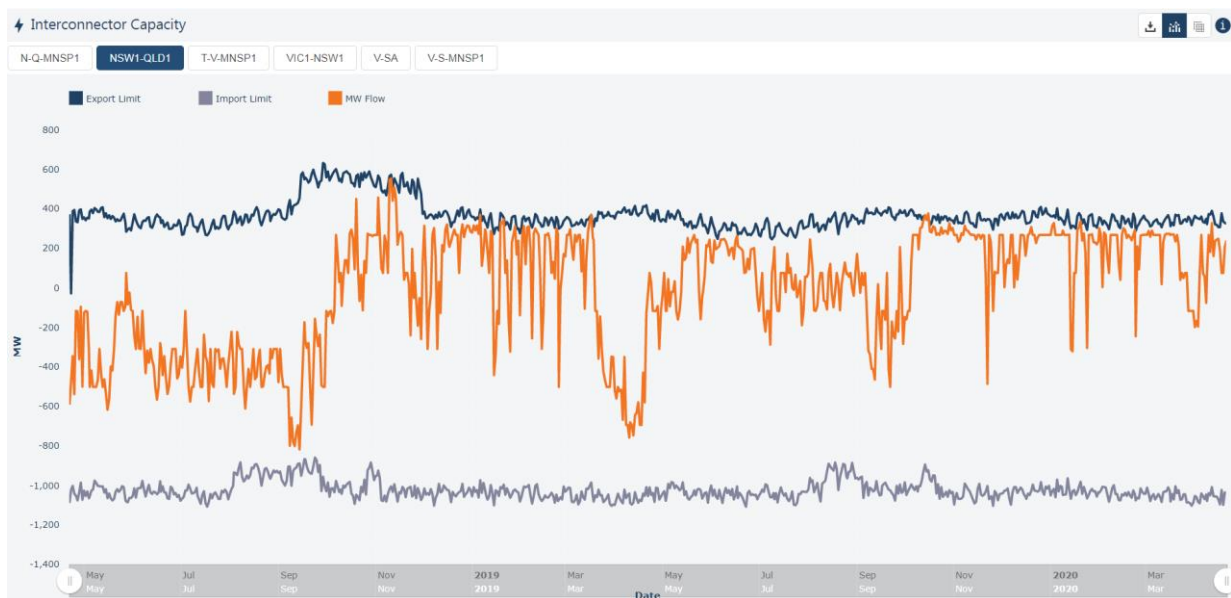 Interconnector Capacity
N-Q-MNSP1 NSW1-QLD1 T-V-MNSP1 VIC1-NSW1 V-SA V-S-MNSP1
Export Limit Import Limit MW Flow
800
600
400
200
0
-200
MW
-400
-600
-800
-1,000
-1,200
-1,400
May Jul Sep Nov 2019 Mar May Jul Sep Nov 2020 Mar
May Jul Sep Nov 2019 Mar May Jul Sep Nov 2020 Mar
Date